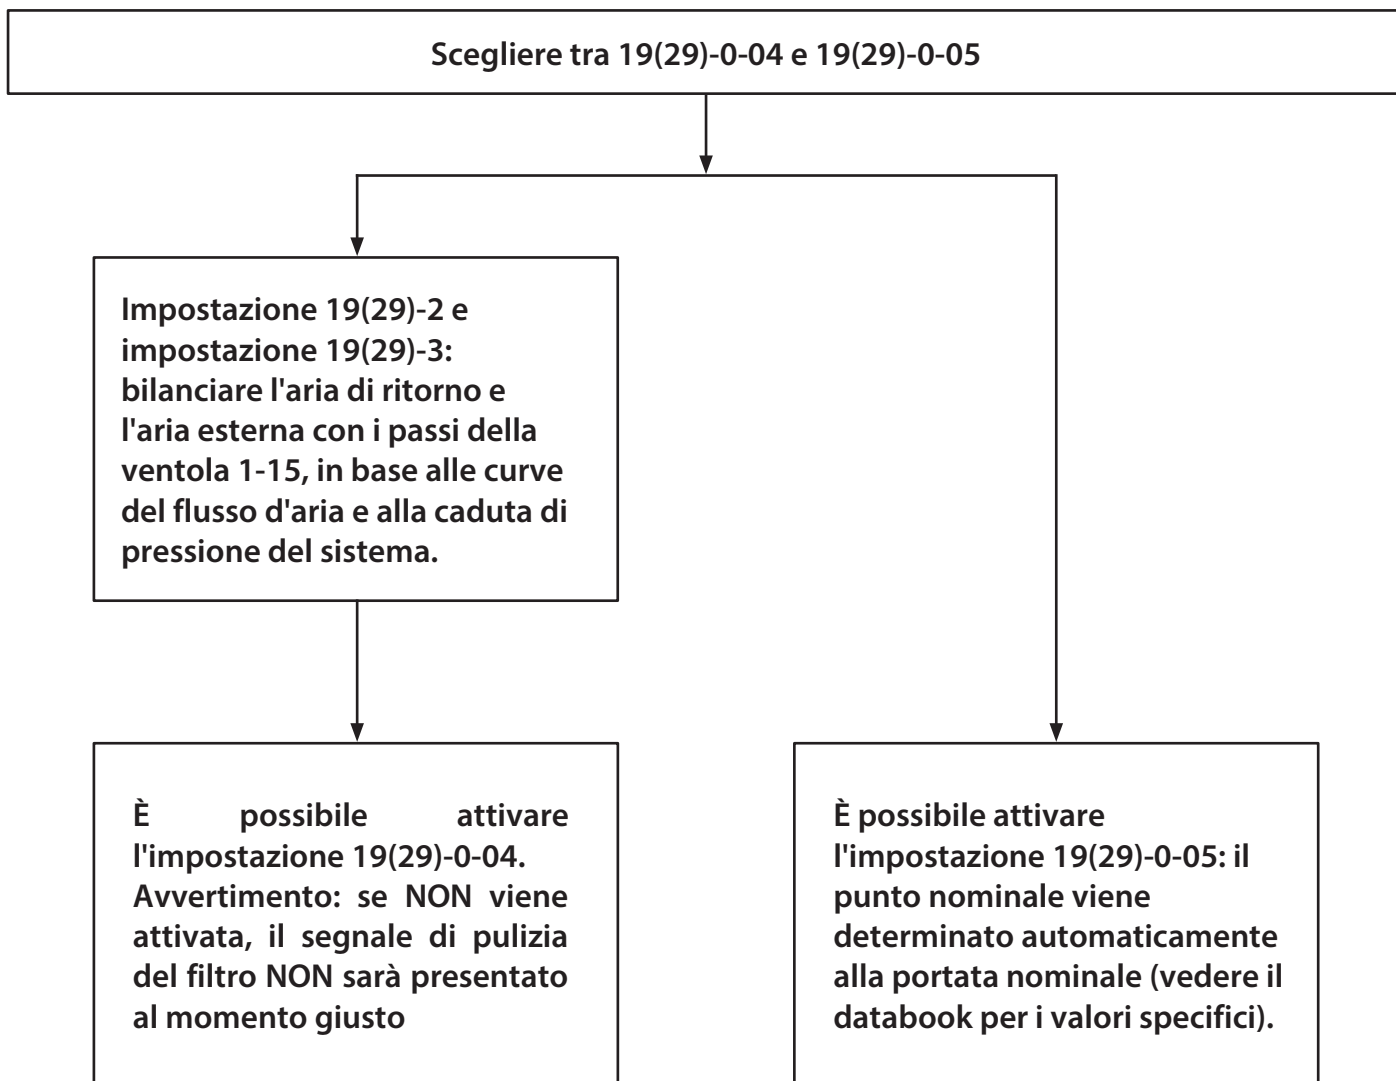 Scegliere tra 19(29)-0-04 e 19(29)-0-05
Impostazione 19(29)-2 e
impostazione 19(29)-3:
bilanciare l'aria di ritorno e
l'aria esterna con i passi della
ventola 1-15, in base alle curve
del flusso d'aria e alla caduta di
pressione del sistema.
È possibile attivare
l'impostazione 19(29)-0-04.
Avvertimento: se NON viene
attivata, il segnale di pulizia
del filtro NON sarà presentato
al momento giusto
È possibile attivare
l'impostazione 19(29)-0-05: il
punto nominale viene
determinato automaticamente
alla portata nominale (vedere il
databook per i valori specifici).